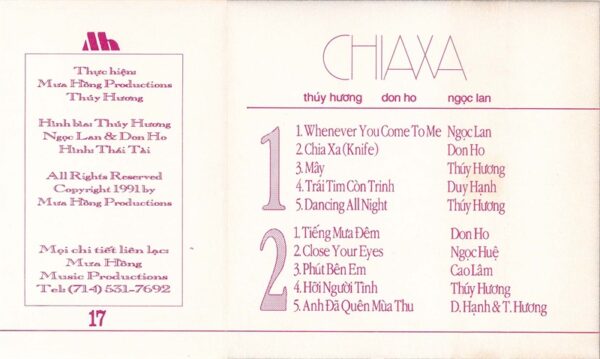 Mh
Thực hiện:
Mưa Hồng Productions
Thúy Hương
Hình bìa: Thúy Hương
Ngọc Lan & Don Ho
Hình: Thái Tài
All Rights Reserved
Copyright 1991 by
Mưa Hồng Productions
Mọi chi tiết liên lạc:
Mưa Hồng
Music Productions
Tel: (714) 531-7692
17
CHIAXA
thúy hương don ho ngọc lan
1
1. Whenever You Come To Me Ngọc Lan
2. Chia Xa (Knife) Don Ho
3. Mây Thúy Hương
4. Trái Tim Còn Trinh Duy Hạnh
5. Dancing All Night Thúy Hương
2
1. Tiếng Mưa Đêm Don Ho
2. Close Your Eyes Ngọc Huệ
3. Phút Bên Em Cao Lâm
4. Hỡi Người Tình Thúy Hương
5. Anh Đã Quên Mùa Thu D. Hạnh & T. Hương